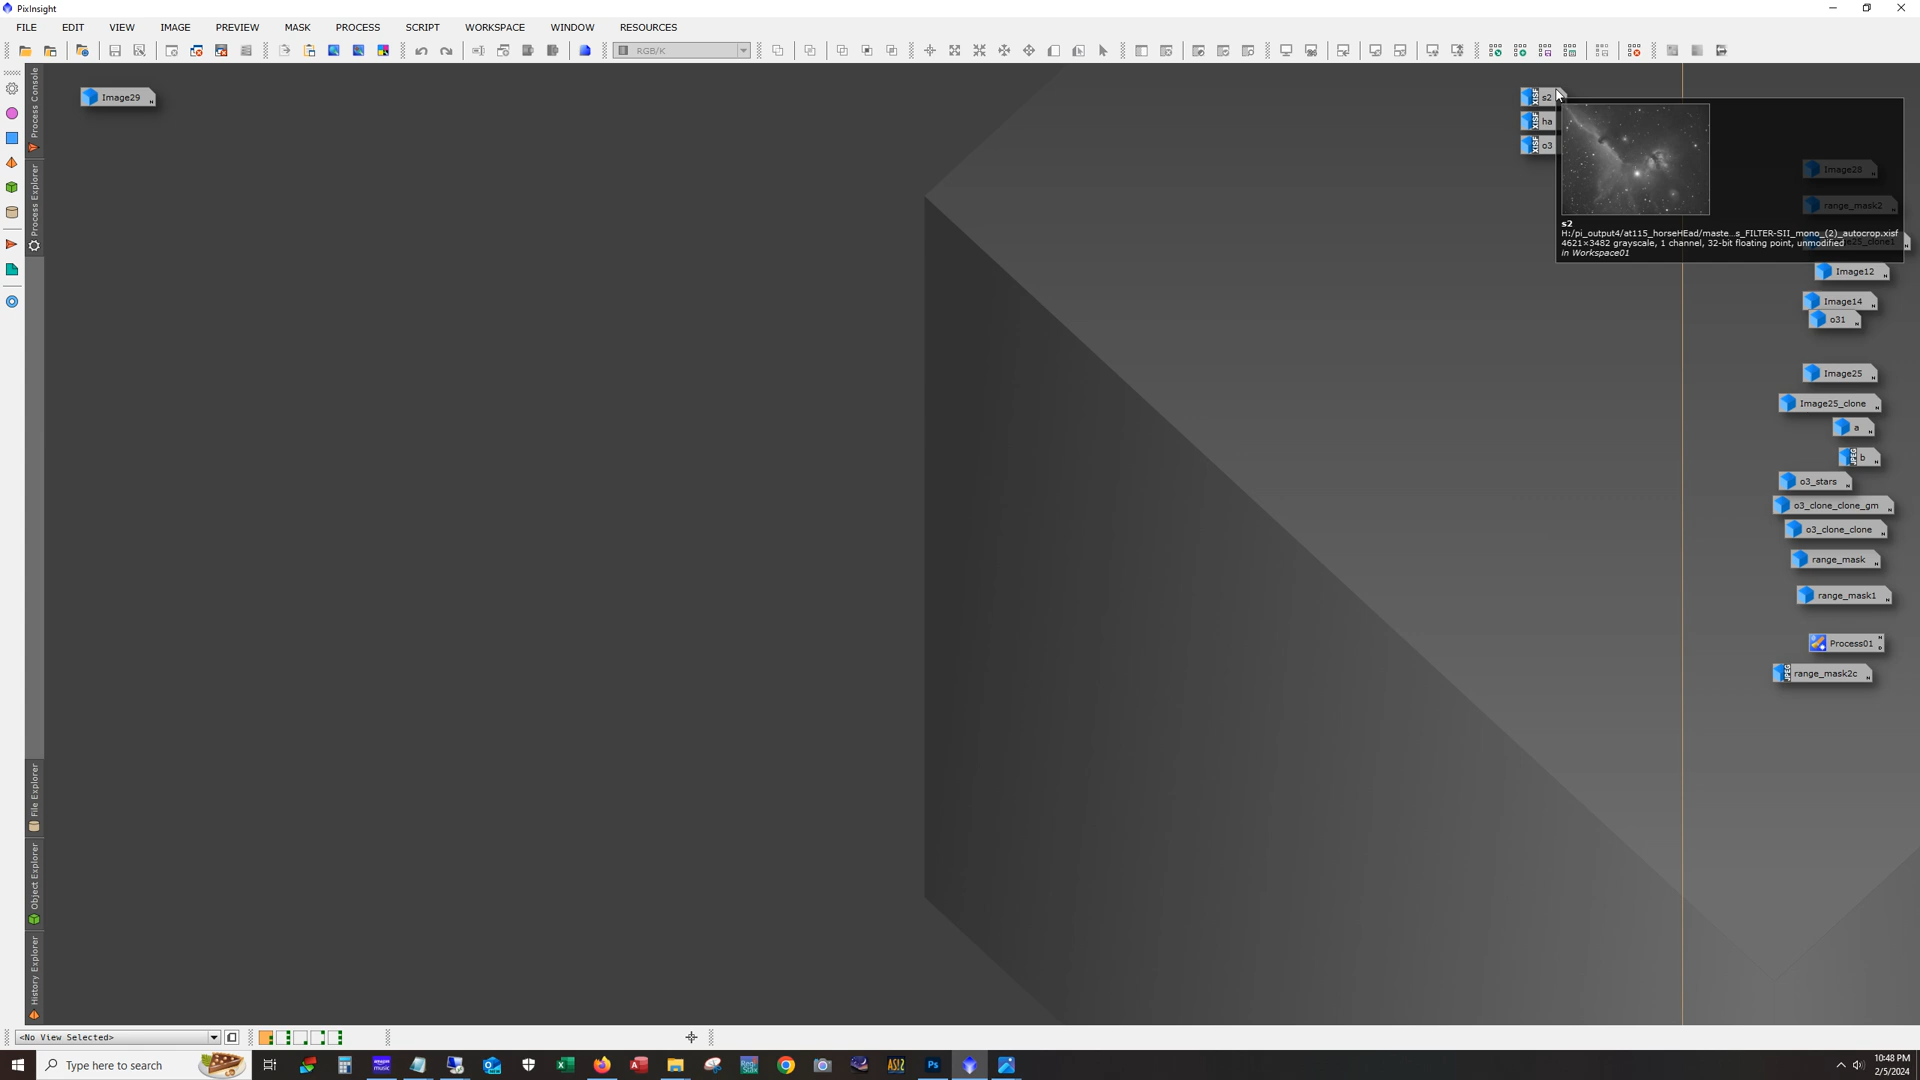 PixInsight
FILE EDIT VIEW IMAGE PREVIEW MASK PROCESS SCRIPT WORKSPACE WINDOW RESOURCES
RGB/K
Process Console
Process Explorer
File Explorer
Object Explorer
History Explorer
Image29
s2
ha
o3
s2
H:/pi_output4/at115_horseHEad/maste...s_FILTER-SII_mono_(2)_autocrop.xisf
4621×3482 grayscale, 1 channel, 32-bit floating point, unmodified
in Workspace01
Image28
range_mask2
Image12
Image14
o31
Image25
Image25_clone
a
b
o3_stars
o3_clone_clone_gm
o3_clone_clone
range_mask
range_mask1
Process01
range_mask2c
<No View Selected>
Type here to search
10:48 PM
2/5/2024